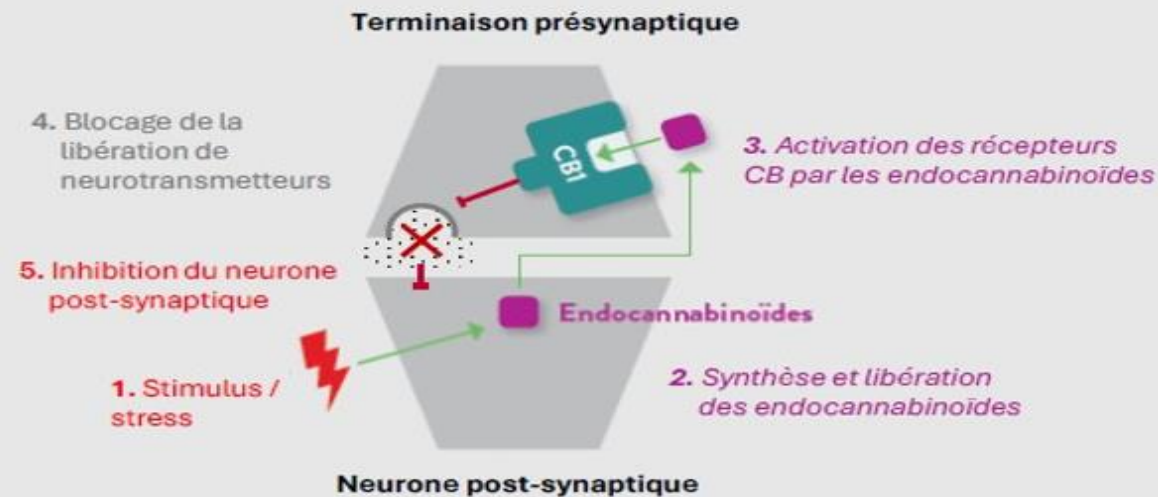 Terminaison présynaptique
4. Blocage de la
libération de
neurotransmetteurs
CB1
3. Activation des récepteurs
CB par les endocannabinoïdes
5. Inhibition du neurone
post-synaptique
Endocannabinoïdes
1. Stimulus /
stress
2. Synthèse et libération
des endocannabinoïdes
Neurone post-synaptique